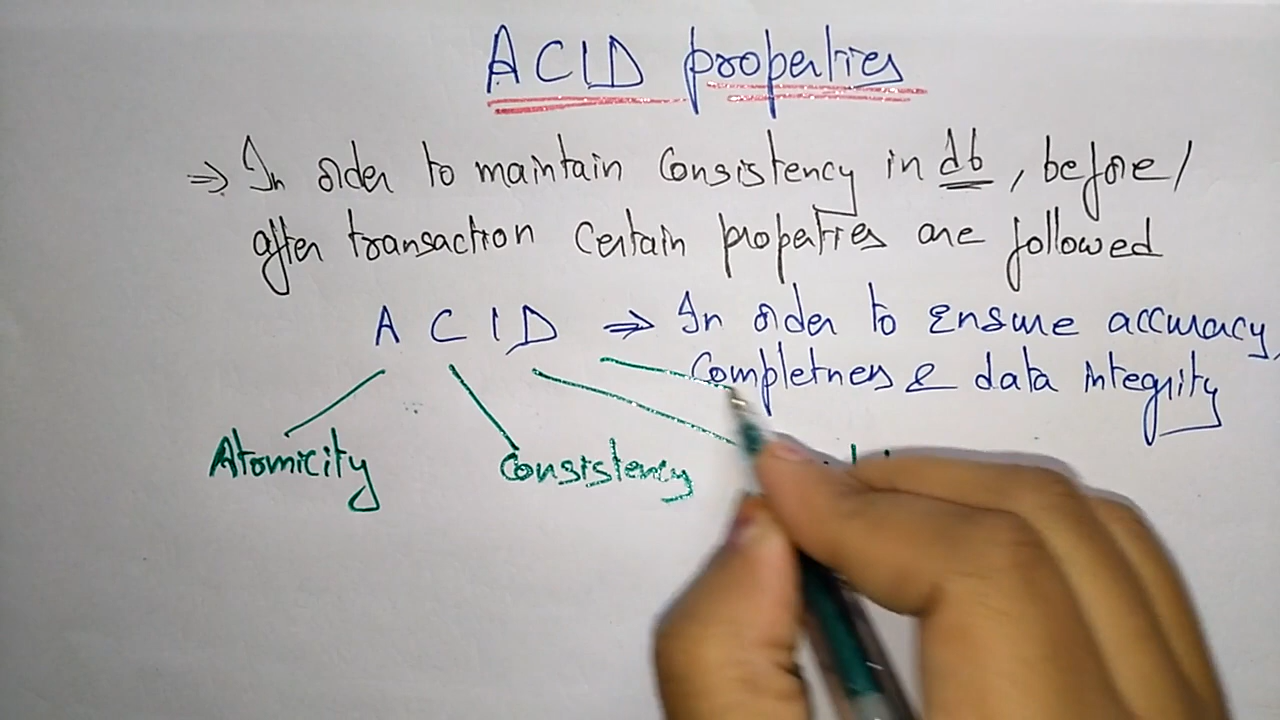 ACID properties
⇒ In order to maintain consistency in db, before/
after transaction certain properties are followed
A C I D ⇒ In order to Ensure accuracy,
Completness & data integrity
Atomicity Consistency